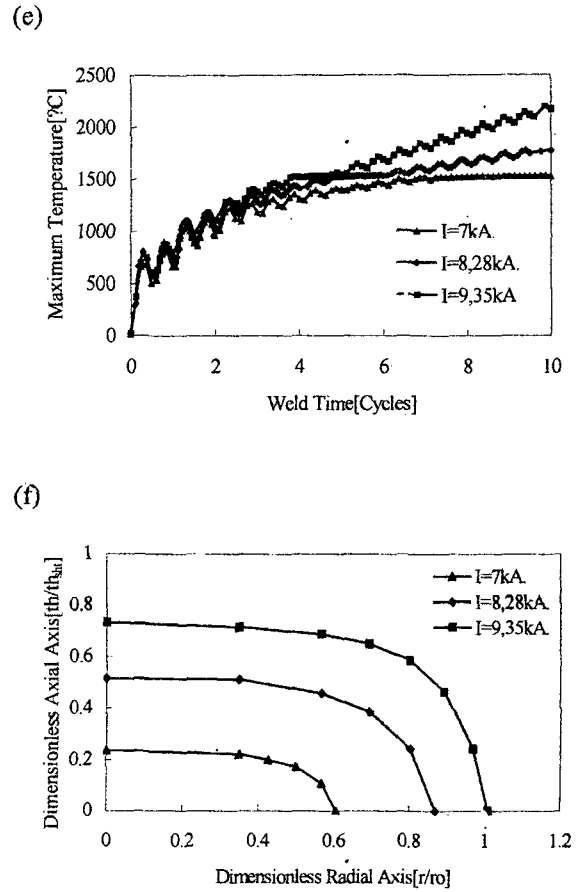 (e)
Maximum Temperature[?C]
2500
2000
1500
1000
500
0
I=7kA.
I=8,28kA.
I=9,35kA
0 2 4 6 8 10
Weld Time[Cycles]
(f)
Dimensionless Axial Axis[th/th_sht]
1
0.8
0.6
0.4
0.2
0
I=7kA.
I=8,28kA.
I=9,35kA.
0 0.2 0.4 0.6 0.8 1 1.2
Dimensionless Radial Axis[r/ro]